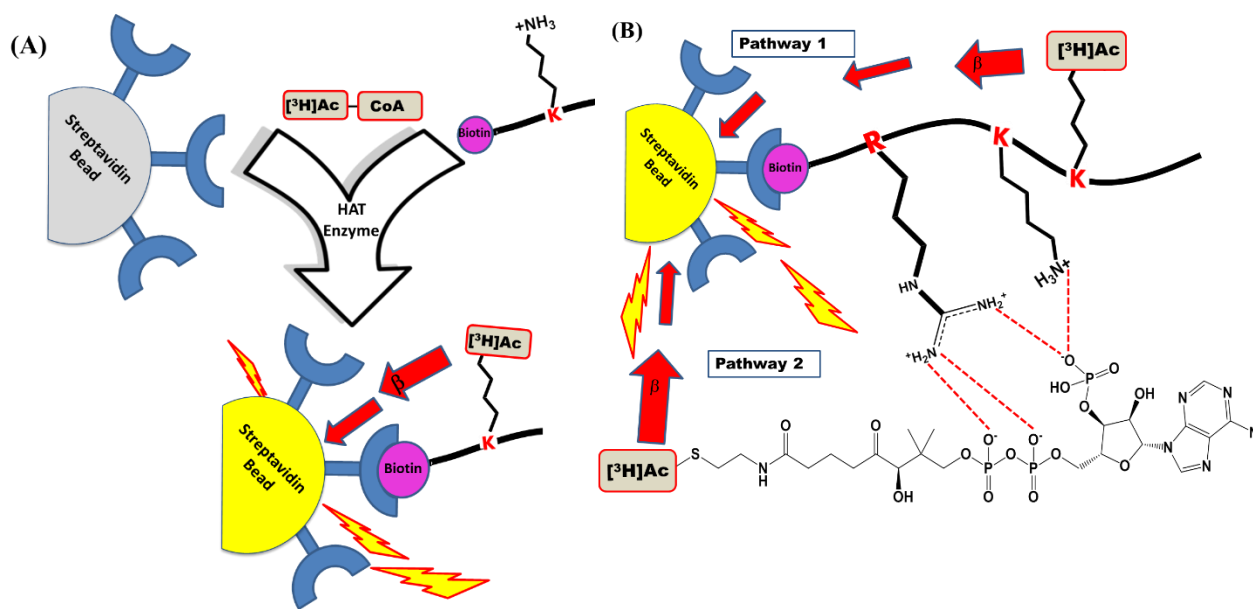 (A)
+NH3
[³H]Ac
CoA
Biotin
K
Streptavidin
Bead
HAT
Enzyme
[³H]Ac
β
K
Biotin
Streptavidin
Bead
(B)
Pathway 1
β
[³H]Ac
Streptavidin
Bead
Biotin
R
K
K
H3N+
HN
NH2+
+H2N
Pathway 2
β
[³H]Ac
S
N
H
O
O
OH
O
P
O-
O
O
P
O-
O
O
O
HO
P
O-
O
O
OH
N
N
N
N
N